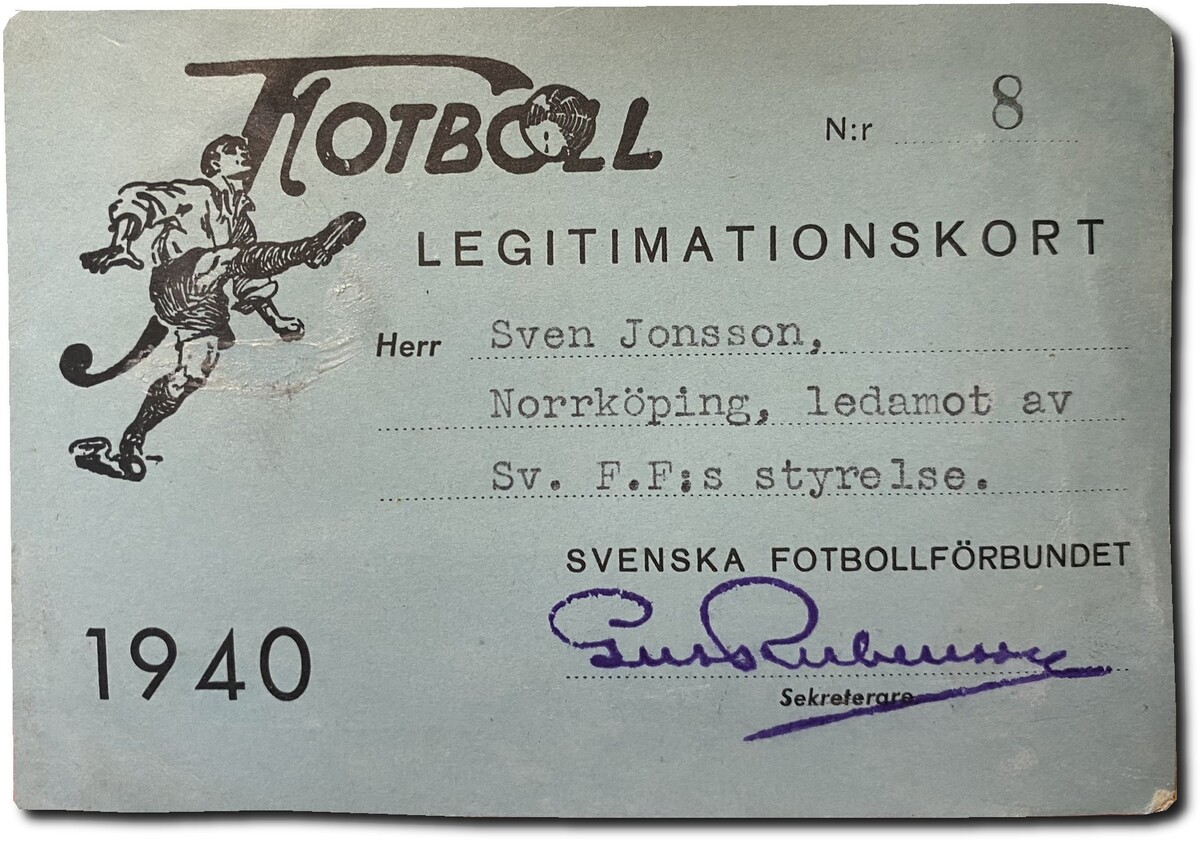 FOTBOLL
N:r 8
LEGITIMATIONSKORT
Herr Sven Jonsson,
Norrköping, ledamot av
Sv. F.F:s styrelse.
SVENSKA FOTBOLLFÖRBUNDET
Sekreterare
1940